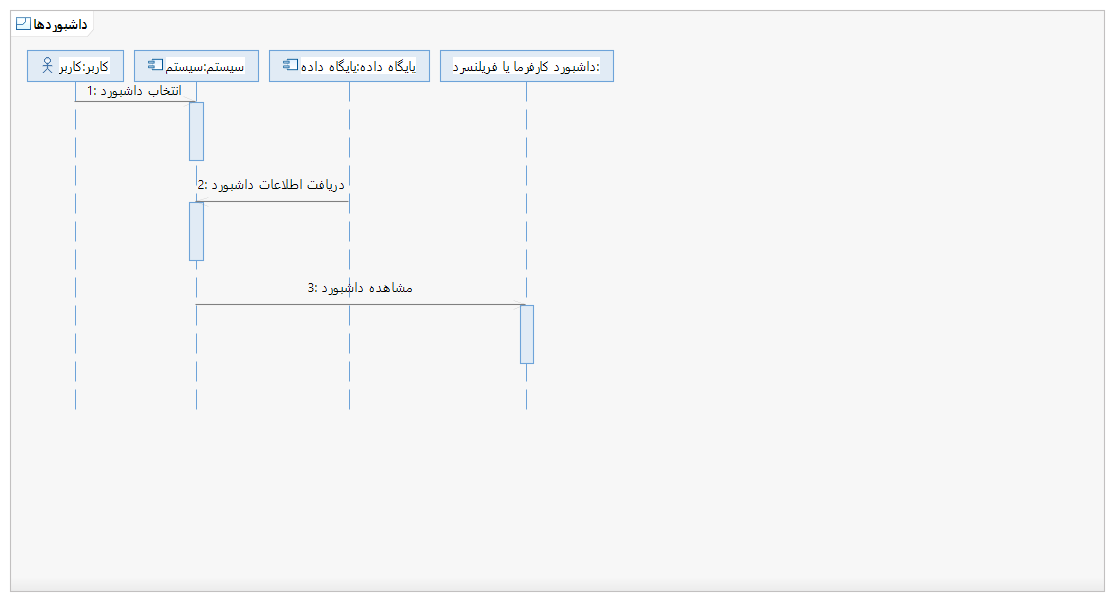 داشبوردها
کاربر:کاربر
سیستم:سیستم
پایگاه داده:پایگاه داده
:داشبورد کارفرما یا فریلنسرد
1: انتخاب داشبورد
2: دریافت اطلاعات داشبورد
3: مشاهده داشبورد